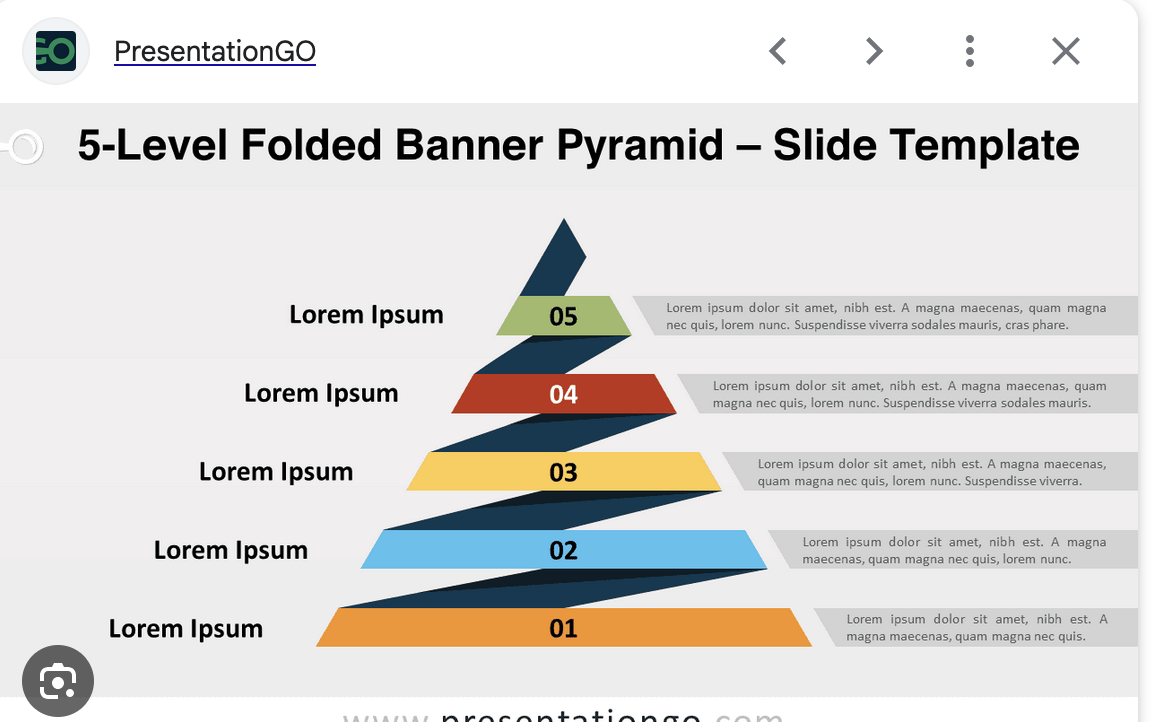 GO
PresentationGO
5-Level Folded Banner Pyramid – Slide Template
Lorem Ipsum
05
Lorem ipsum dolor sit amet, nibh est. A magna maecenas, quam magna
nec quis, lorem nunc. Suspendisse viverra sodales mauris, cras phare.
Lorem Ipsum
04
Lorem ipsum dolor sit amet, nibh est. A magna maecenas, quam
magna nec quis, lorem nunc. Suspendisse viverra sodales mauris.
Lorem Ipsum
03
Lorem ipsum dolor sit amet, nibh est. A magna maecenas,
quam magna nec quis, lorem nunc. Suspendisse viverra.
Lorem Ipsum
02
Lorem ipsum dolor sit amet, nibh est. A magna
maecenas, quam magna nec quis, lorem nunc.
Lorem Ipsum
01
Lorem ipsum dolor sit amet, nibh est. A
magna maecenas, quam magna nec quis.
www.presentationgo.com